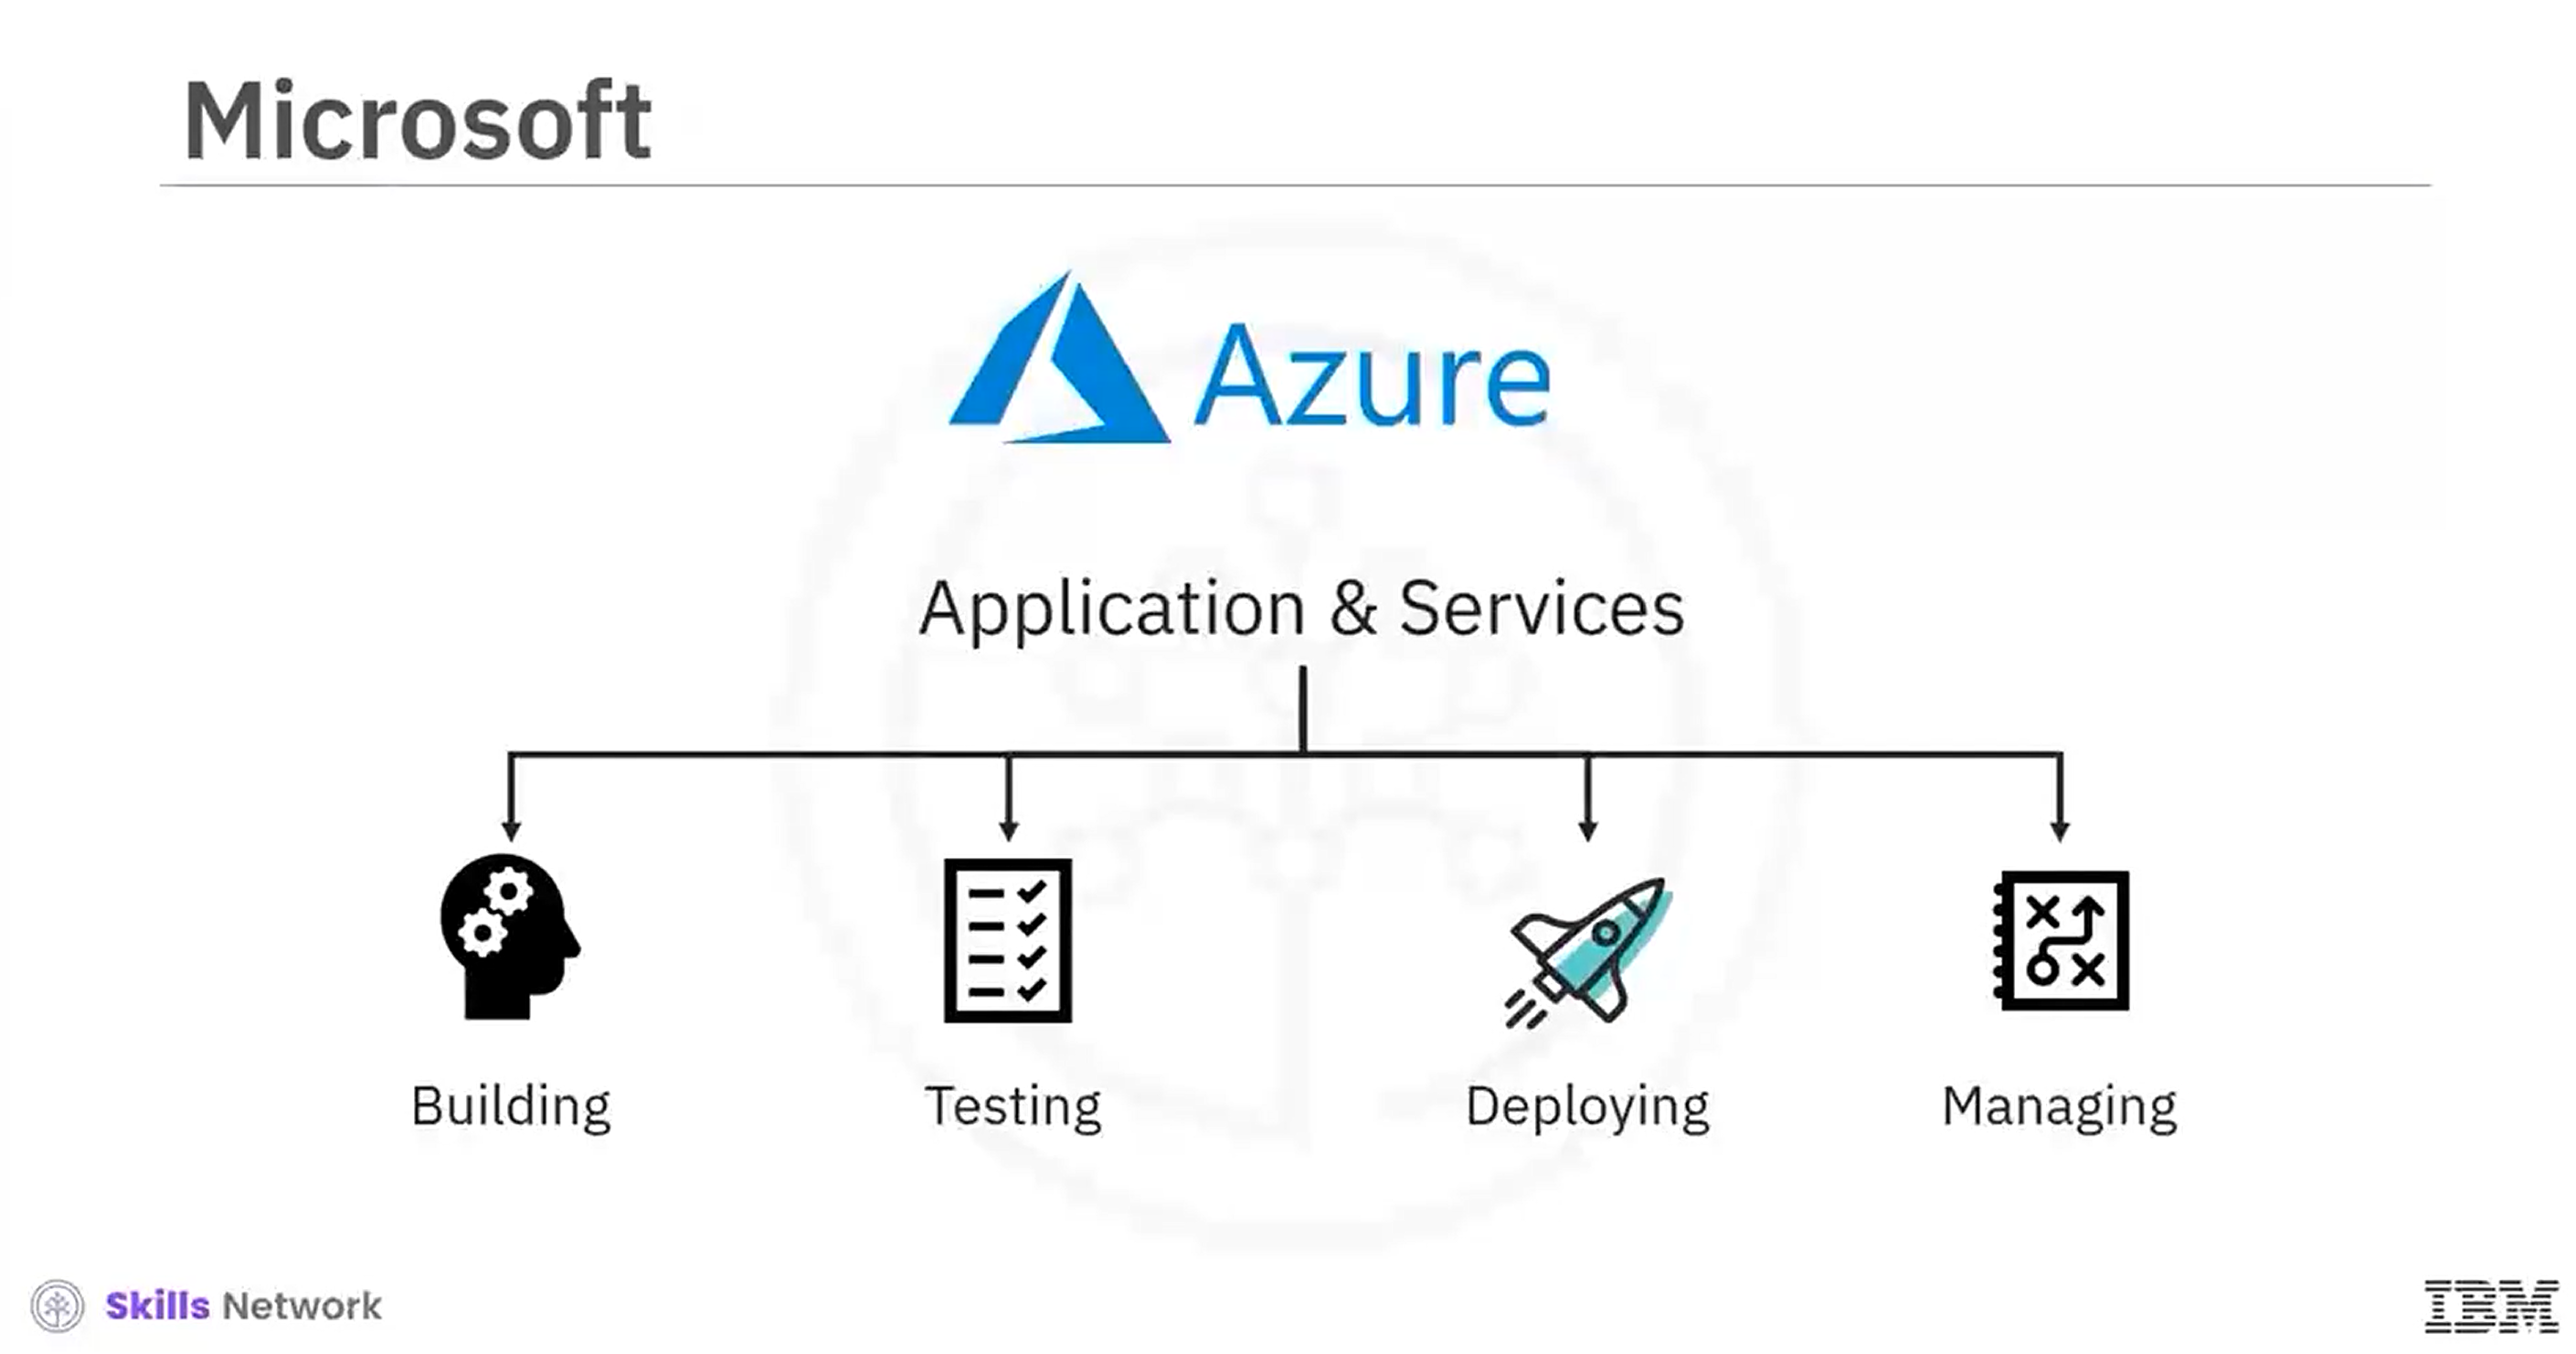 Microsoft
Azure
Application & Services
Building
Testing
Deploying
Managing
Skills Network
IBM